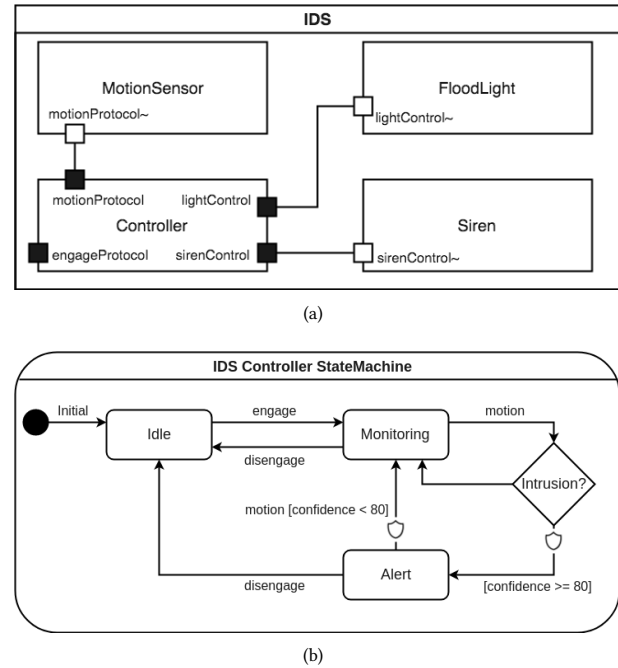 IDS
MotionSensor
motionProtocol~
FloodLight
lightControl~
motionProtocol
lightControl
Controller
engageProtocol
sirenControl
Siren
sirenControl~
(a)
IDS Controller StateMachine
Initial
Idle
engage
disengage
Monitoring
motion
Intrusion?
motion [confidence < 80]
Alert
disengage
[confidence >= 80]
(b)